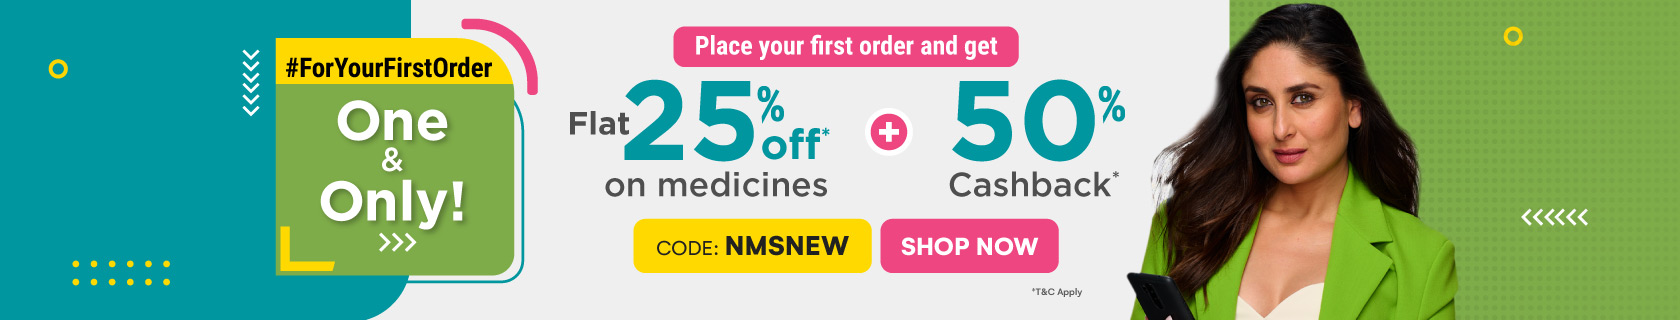 #ForYourFirstOrder
One
&
Only!
Place your first order and get
Flat 25% off*
on medicines
+
50%
Cashback*
CODE: NMSNEW
SHOP NOW
*T&C Apply